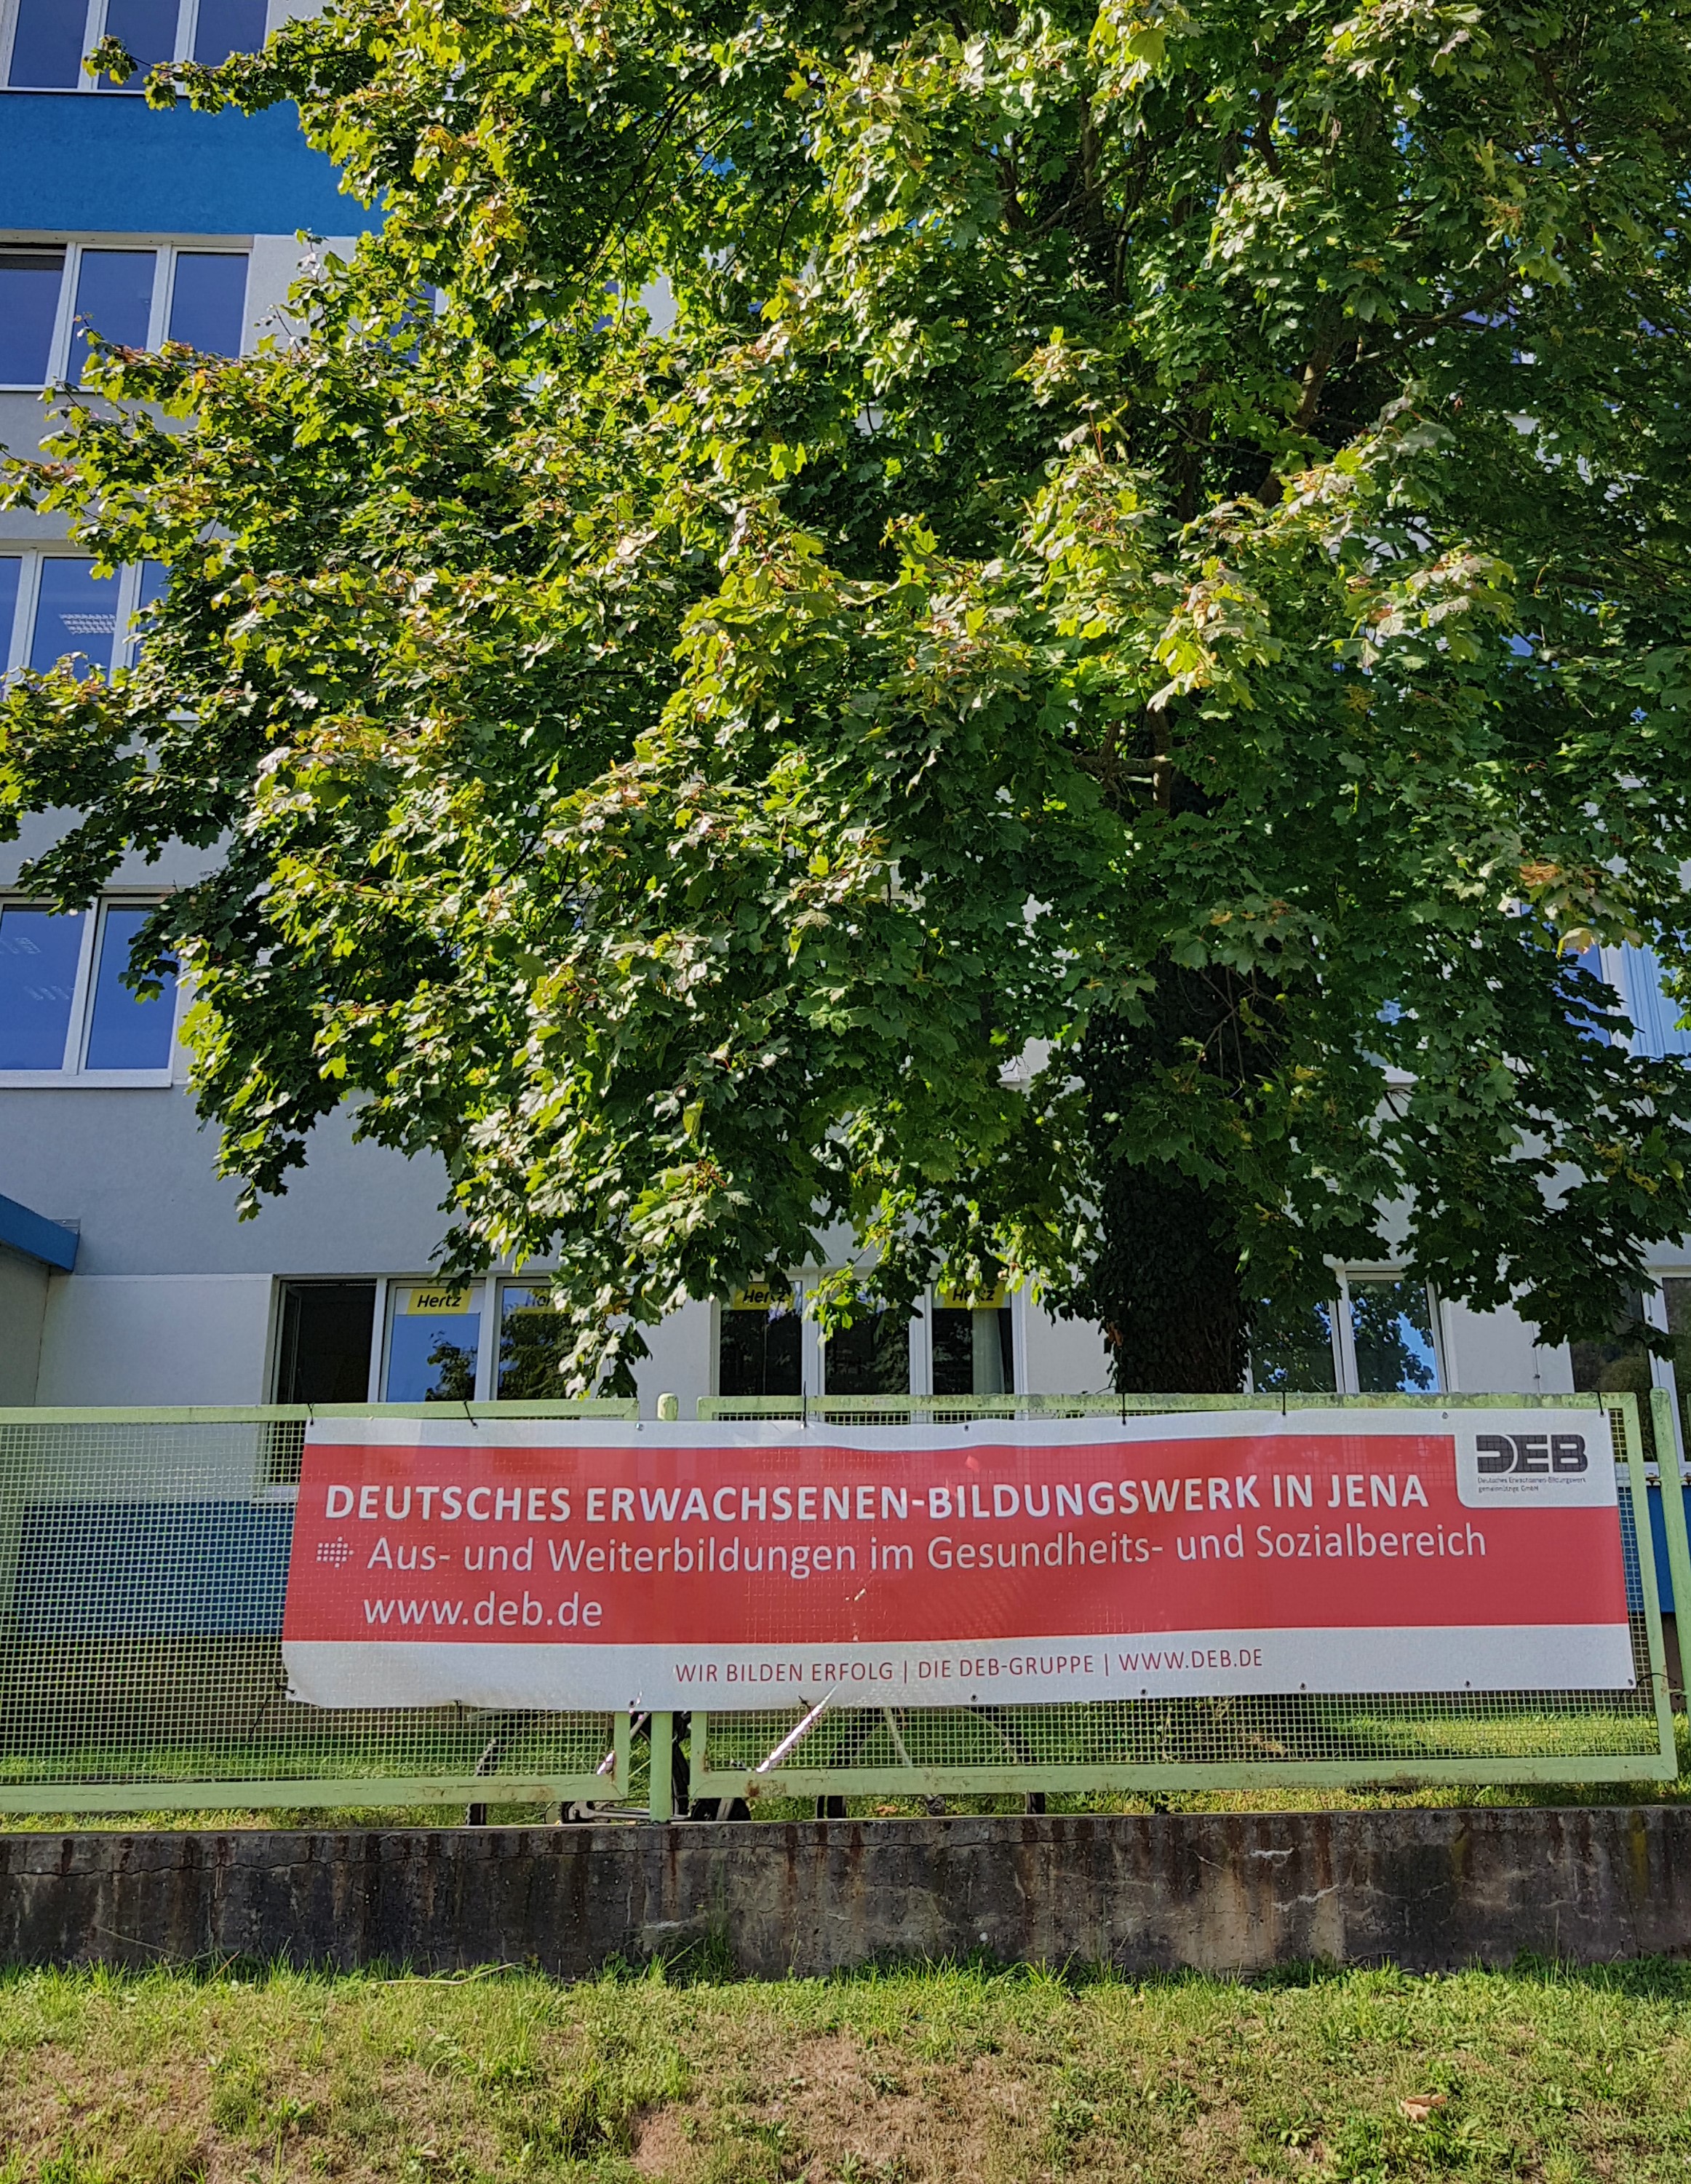 Hertz
Hertz
Hertz
DEB
Deutsches Erwachsenen-Bildungswerk
gemeinnützige GmbH
DEUTSCHES ERWACHSENEN-BILDUNGSWERK IN JENA
Aus- und Weiterbildungen im Gesundheits- und Sozialbereich
www.deb.de
WIR BILDEN ERFOLG | DIE DEB-GRUPPE | WWW.DEB.DE